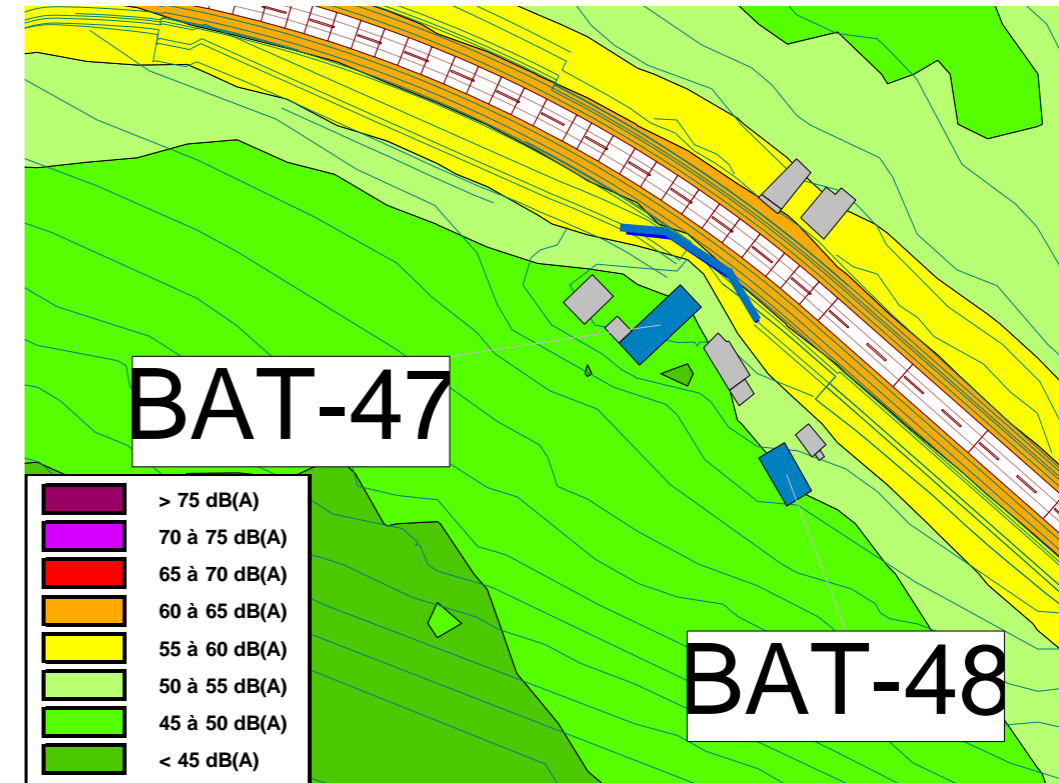 BAT-47
> 75 dB(A)
70 à 75 dB(A)
65 à 70 dB(A)
60 à 65 dB(A)
55 à 60 dB(A)
50 à 55 dB(A)
45 à 50 dB(A)
< 45 dB(A)
BAT-48